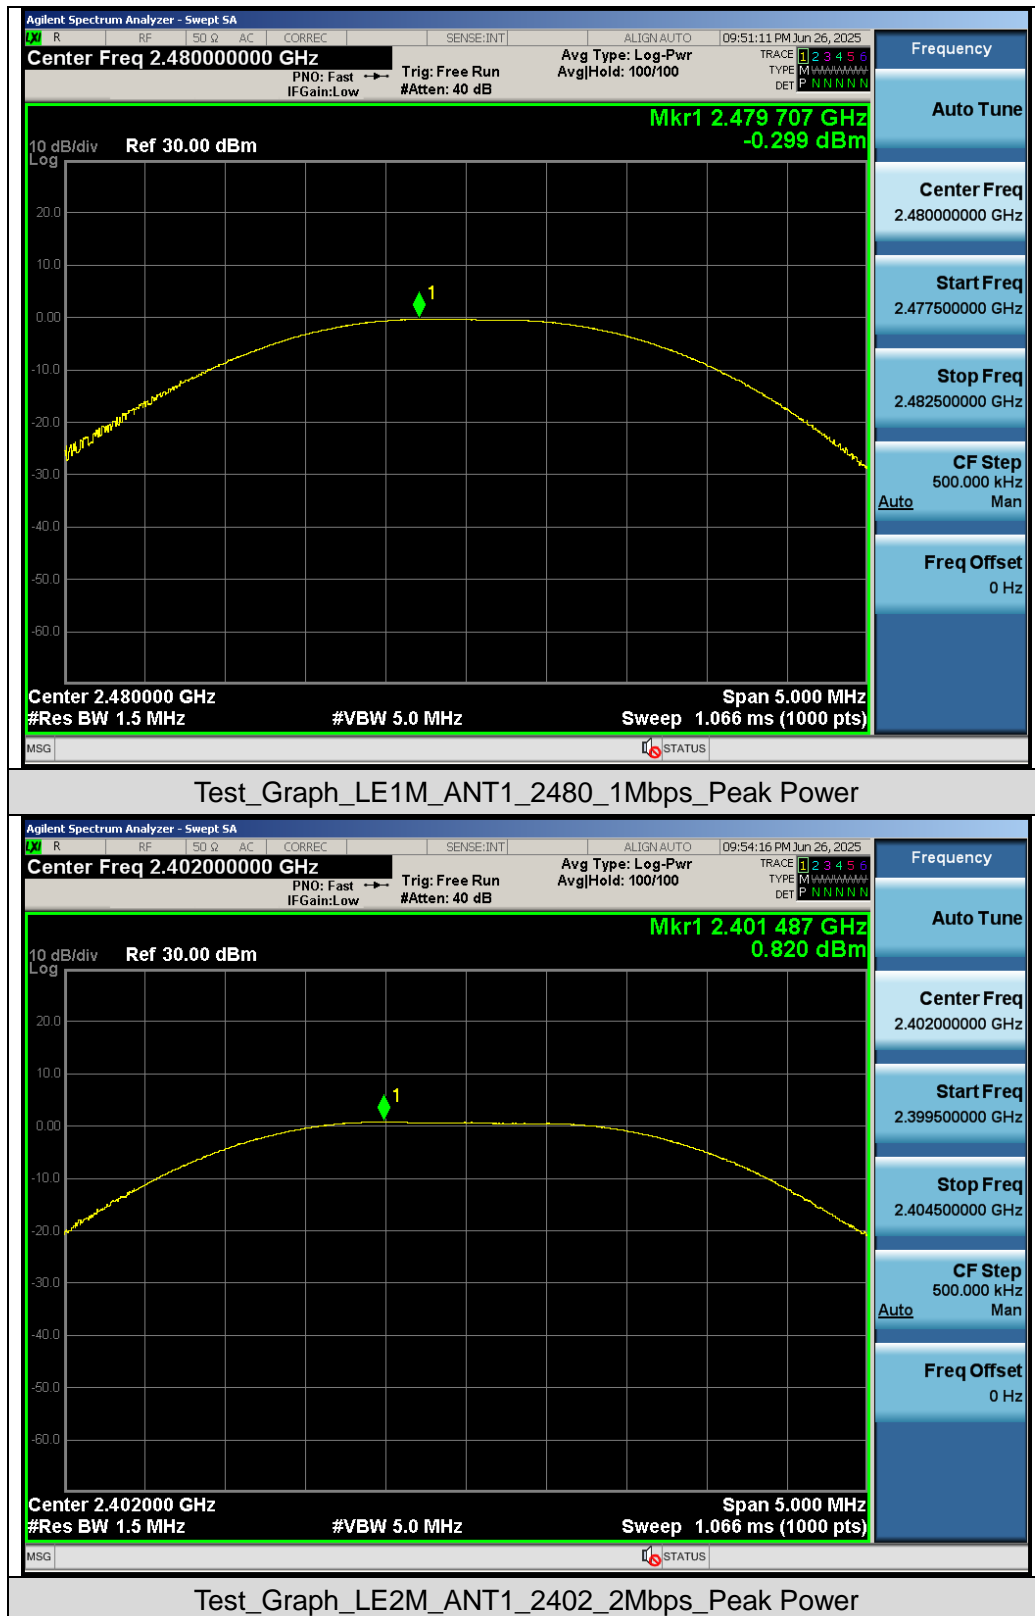 Agilent Spectrum Analyzer - Swept SA
LXI R RF 50 Ω AC CORREC SENSE:INT ALIGN AUTO 09:51:11 PM Jun 26, 2025
Center Freq 2.480000000 GHz
PNO: Fast
IFGain:Low
Trig: Free Run
#Atten: 40 dB
Avg Type: Log-Pwr
Avg|Hold: 100/100
TRACE 1 2 3 4 5 6
TYPE M WWWWW
DET P N N N N N
Mkr1 2.479 707 GHz
-0.299 dBm
10 dB/div Ref 30.00 dBm
Log
20.0
10.0
0.00
1
-10.0
-20.0
-30.0
-40.0
-50.0
-60.0
Center 2.480000 GHz Span 5.000 MHz
#Res BW 1.5 MHz #VBW 5.0 MHz Sweep 1.066 ms (1000 pts)
MSG STATUS
Frequency
Auto Tune
Center Freq
2.480000000 GHz
Start Freq
2.477500000 GHz
Stop Freq
2.482500000 GHz
CF Step
500.000 kHz
Auto Man
Freq Offset
0 Hz
Test_Graph_LE1M_ANT1_2480_1Mbps_Peak Power
Agilent Spectrum Analyzer - Swept SA
LXI R RF 50 Ω AC CORREC SENSE:INT ALIGN AUTO 09:54:16 PM Jun 26, 2025
Center Freq 2.402000000 GHz
PNO: Fast
IFGain:Low
Trig: Free Run
#Atten: 40 dB
Avg Type: Log-Pwr
Avg|Hold: 100/100
TRACE 1 2 3 4 5 6
TYPE M WWWWW
DET P N N N N N
Mkr1 2.401 487 GHz
0.820 dBm
10 dB/div Ref 30.00 dBm
Log
20.0
10.0
1
0.00
-10.0
-20.0
-30.0
-40.0
-50.0
-60.0
Center 2.402000 GHz Span 5.000 MHz
#Res BW 1.5 MHz #VBW 5.0 MHz Sweep 1.066 ms (1000 pts)
MSG STATUS
Frequency
Auto Tune
Center Freq
2.402000000 GHz
Start Freq
2.399500000 GHz
Stop Freq
2.404500000 GHz
CF Step
500.000 kHz
Auto Man
Freq Offset
0 Hz
Test_Graph_LE2M_ANT1_2402_2Mbps_Peak Power